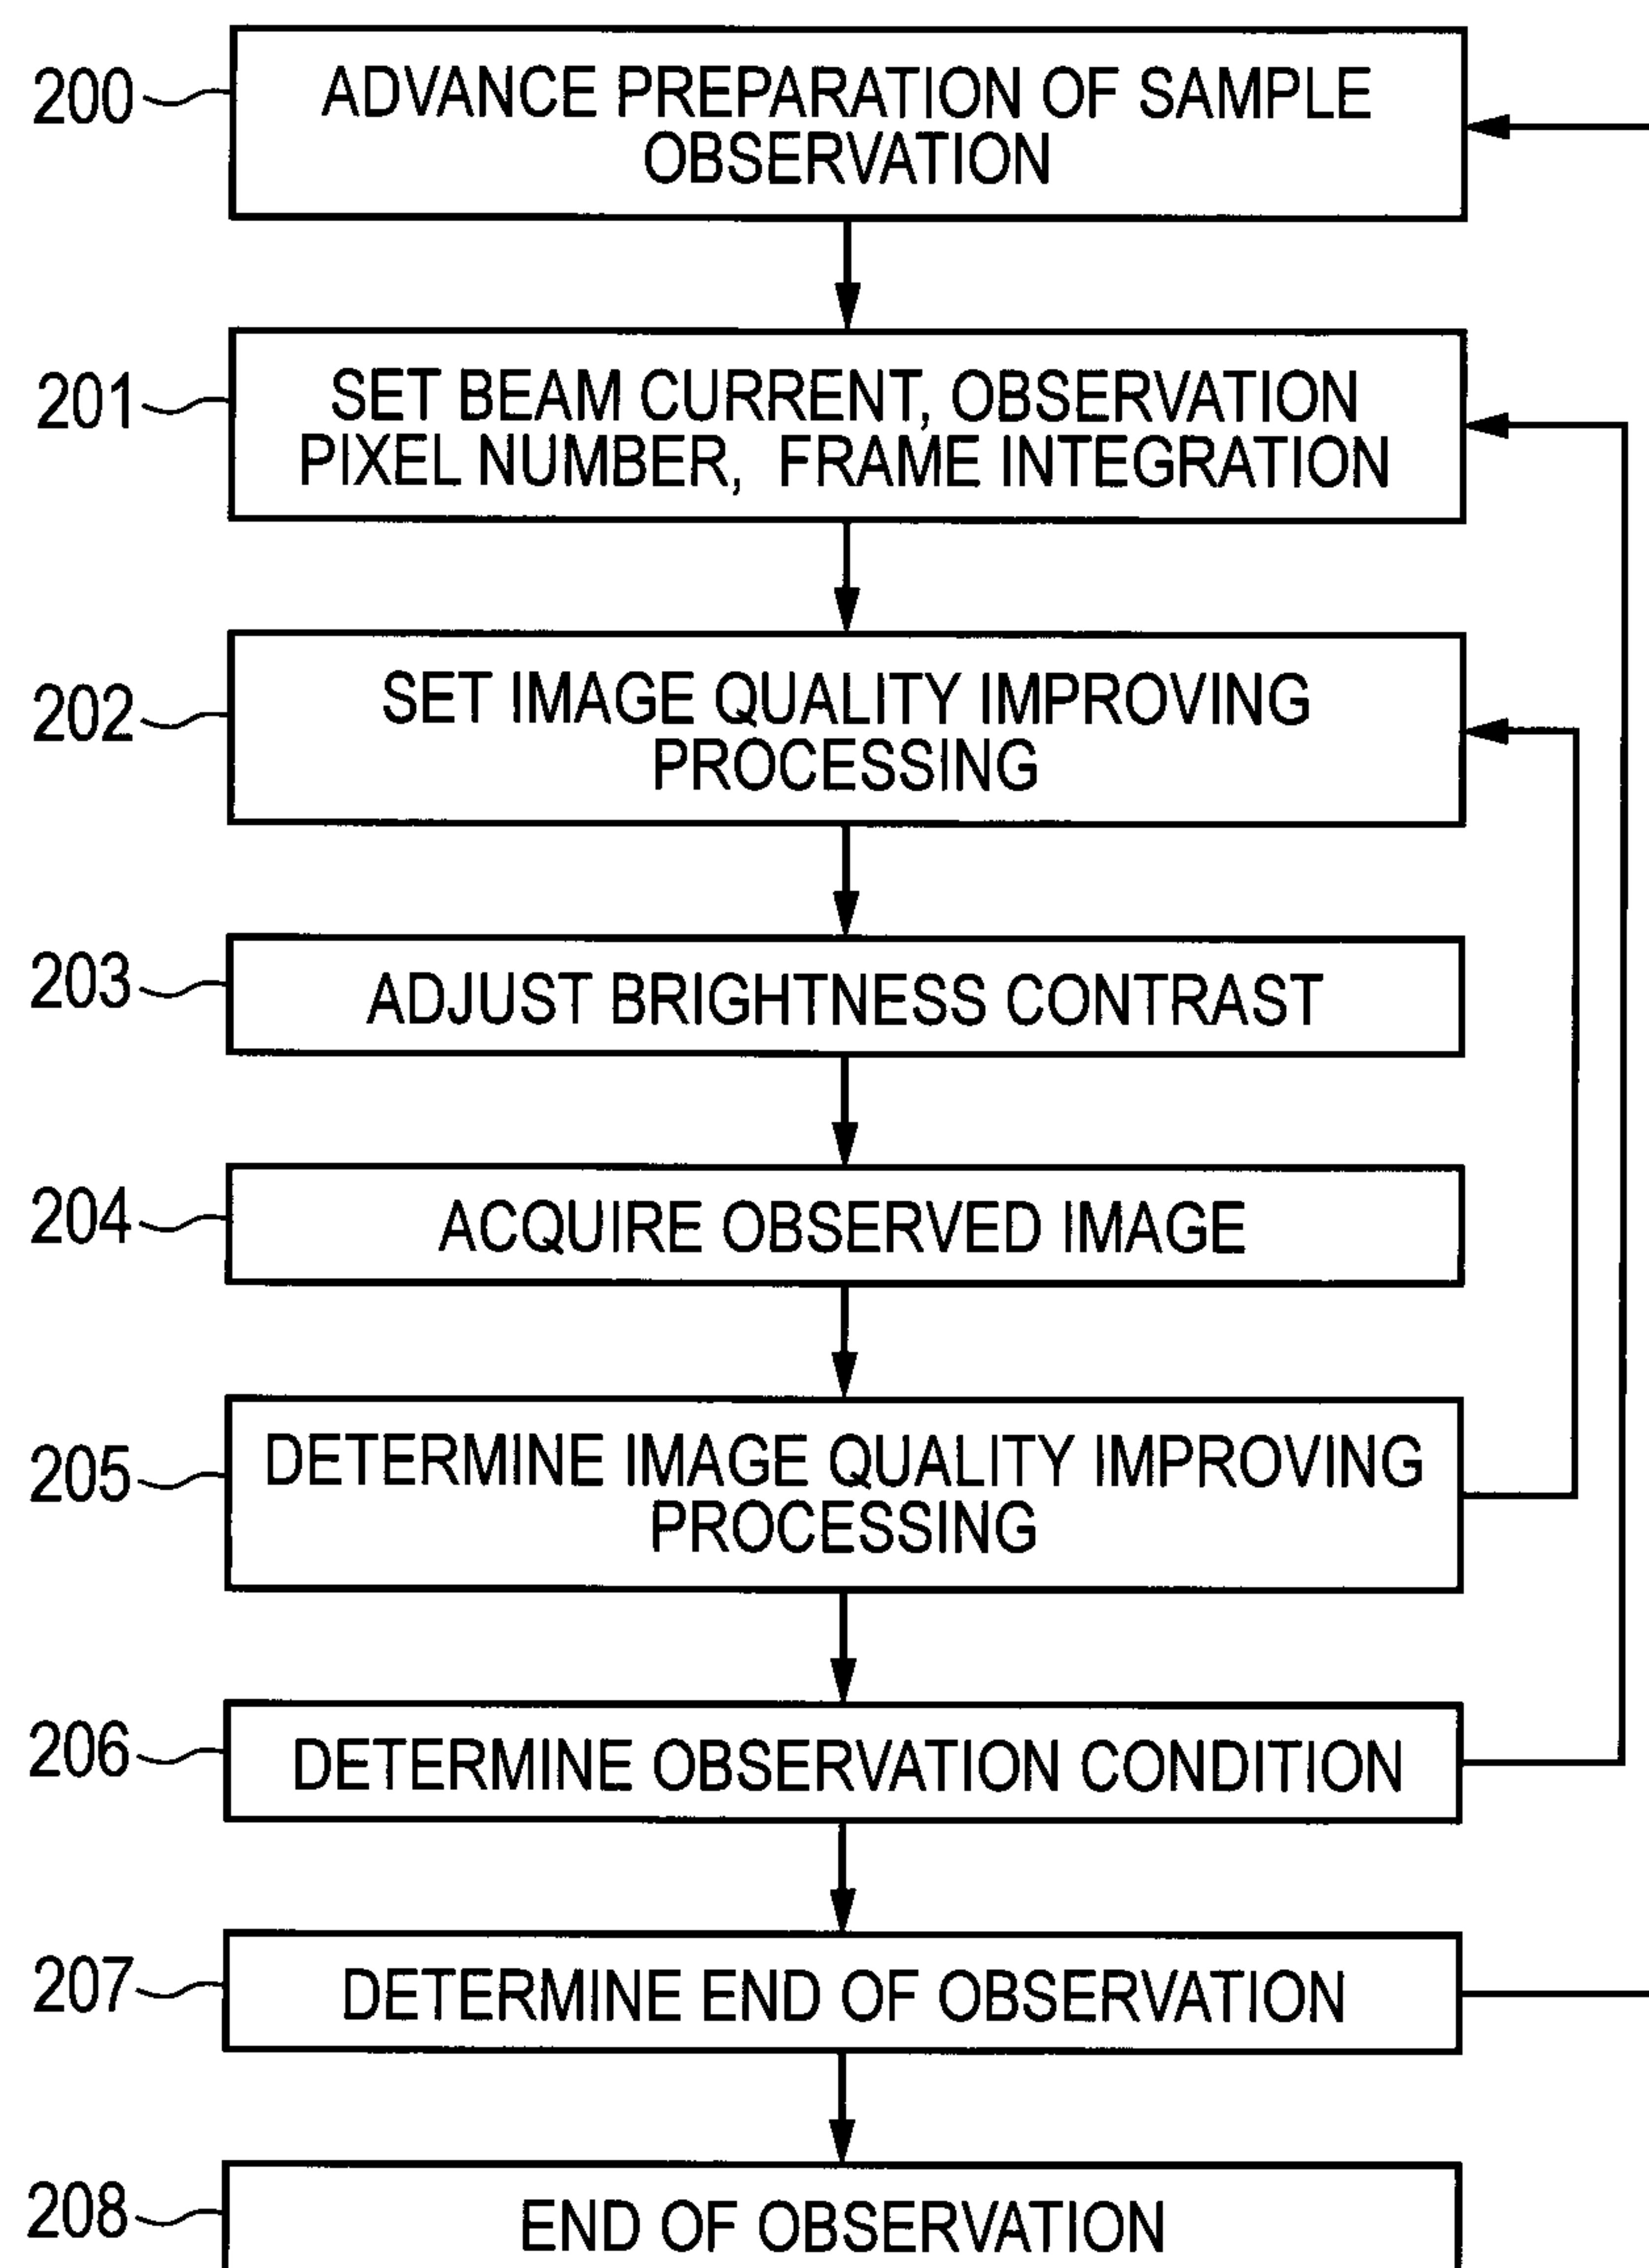 200
ADVANCE PREPARATION OF SAMPLE
OBSERVATION
201
SET BEAM CURRENT, OBSERVATION
PIXEL NUMBER, FRAME INTEGRATION
202
SET IMAGE QUALITY IMPROVING
PROCESSING
203
ADJUST BRIGHTNESS CONTRAST
204
ACQUIRE OBSERVED IMAGE
205
DETERMINE IMAGE QUALITY IMPROVING
PROCESSING
206
DETERMINE OBSERVATION CONDITION
207
DETERMINE END OF OBSERVATION
208
END OF OBSERVATION